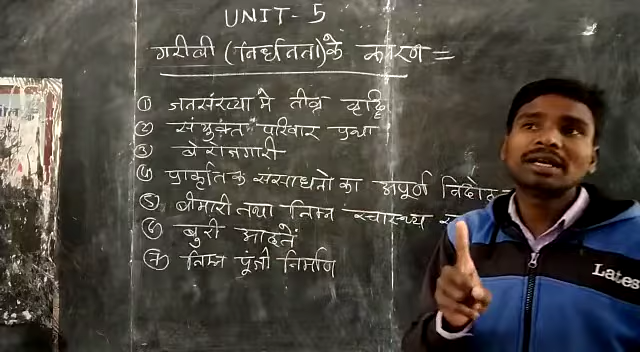 UNIT - 5
गरीबी (निर्धनता) के कारण =
① जनसंख्या मे तीव्र वृद्धि
② संयुक्त परिवार प्रथा
③ बेरोजगारी
④ प्राकृतिक संसाधनो का अपूर्ण विदोह
⑤ बीमारी तथा निम्न स्वास्थ्य
⑥ बुरी आदतें
⑦ निम्न पूंजी निर्माण
Lates